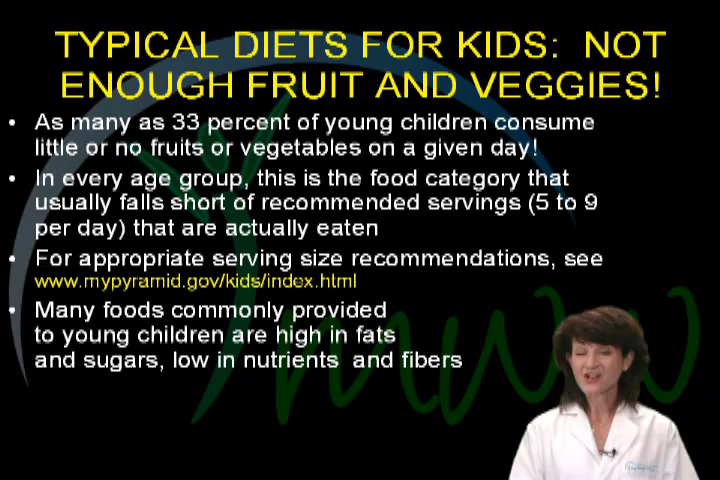 TYPICAL DIETS FOR KIDS: NOT
ENOUGH FRUIT AND VEGGIES!
• As many as 33 percent of young children consume
little or no fruits or vegetables on a given day!
• In every age group, this is the food category that
usually falls short of recommended servings (5 to 9
per day) that are actually eaten
• For appropriate serving size recommendations, see
www.mypyramid.gov/kids/index.html
• Many foods commonly provided
to young children are high in fats
and sugars, low in nutrients and fibers
mww